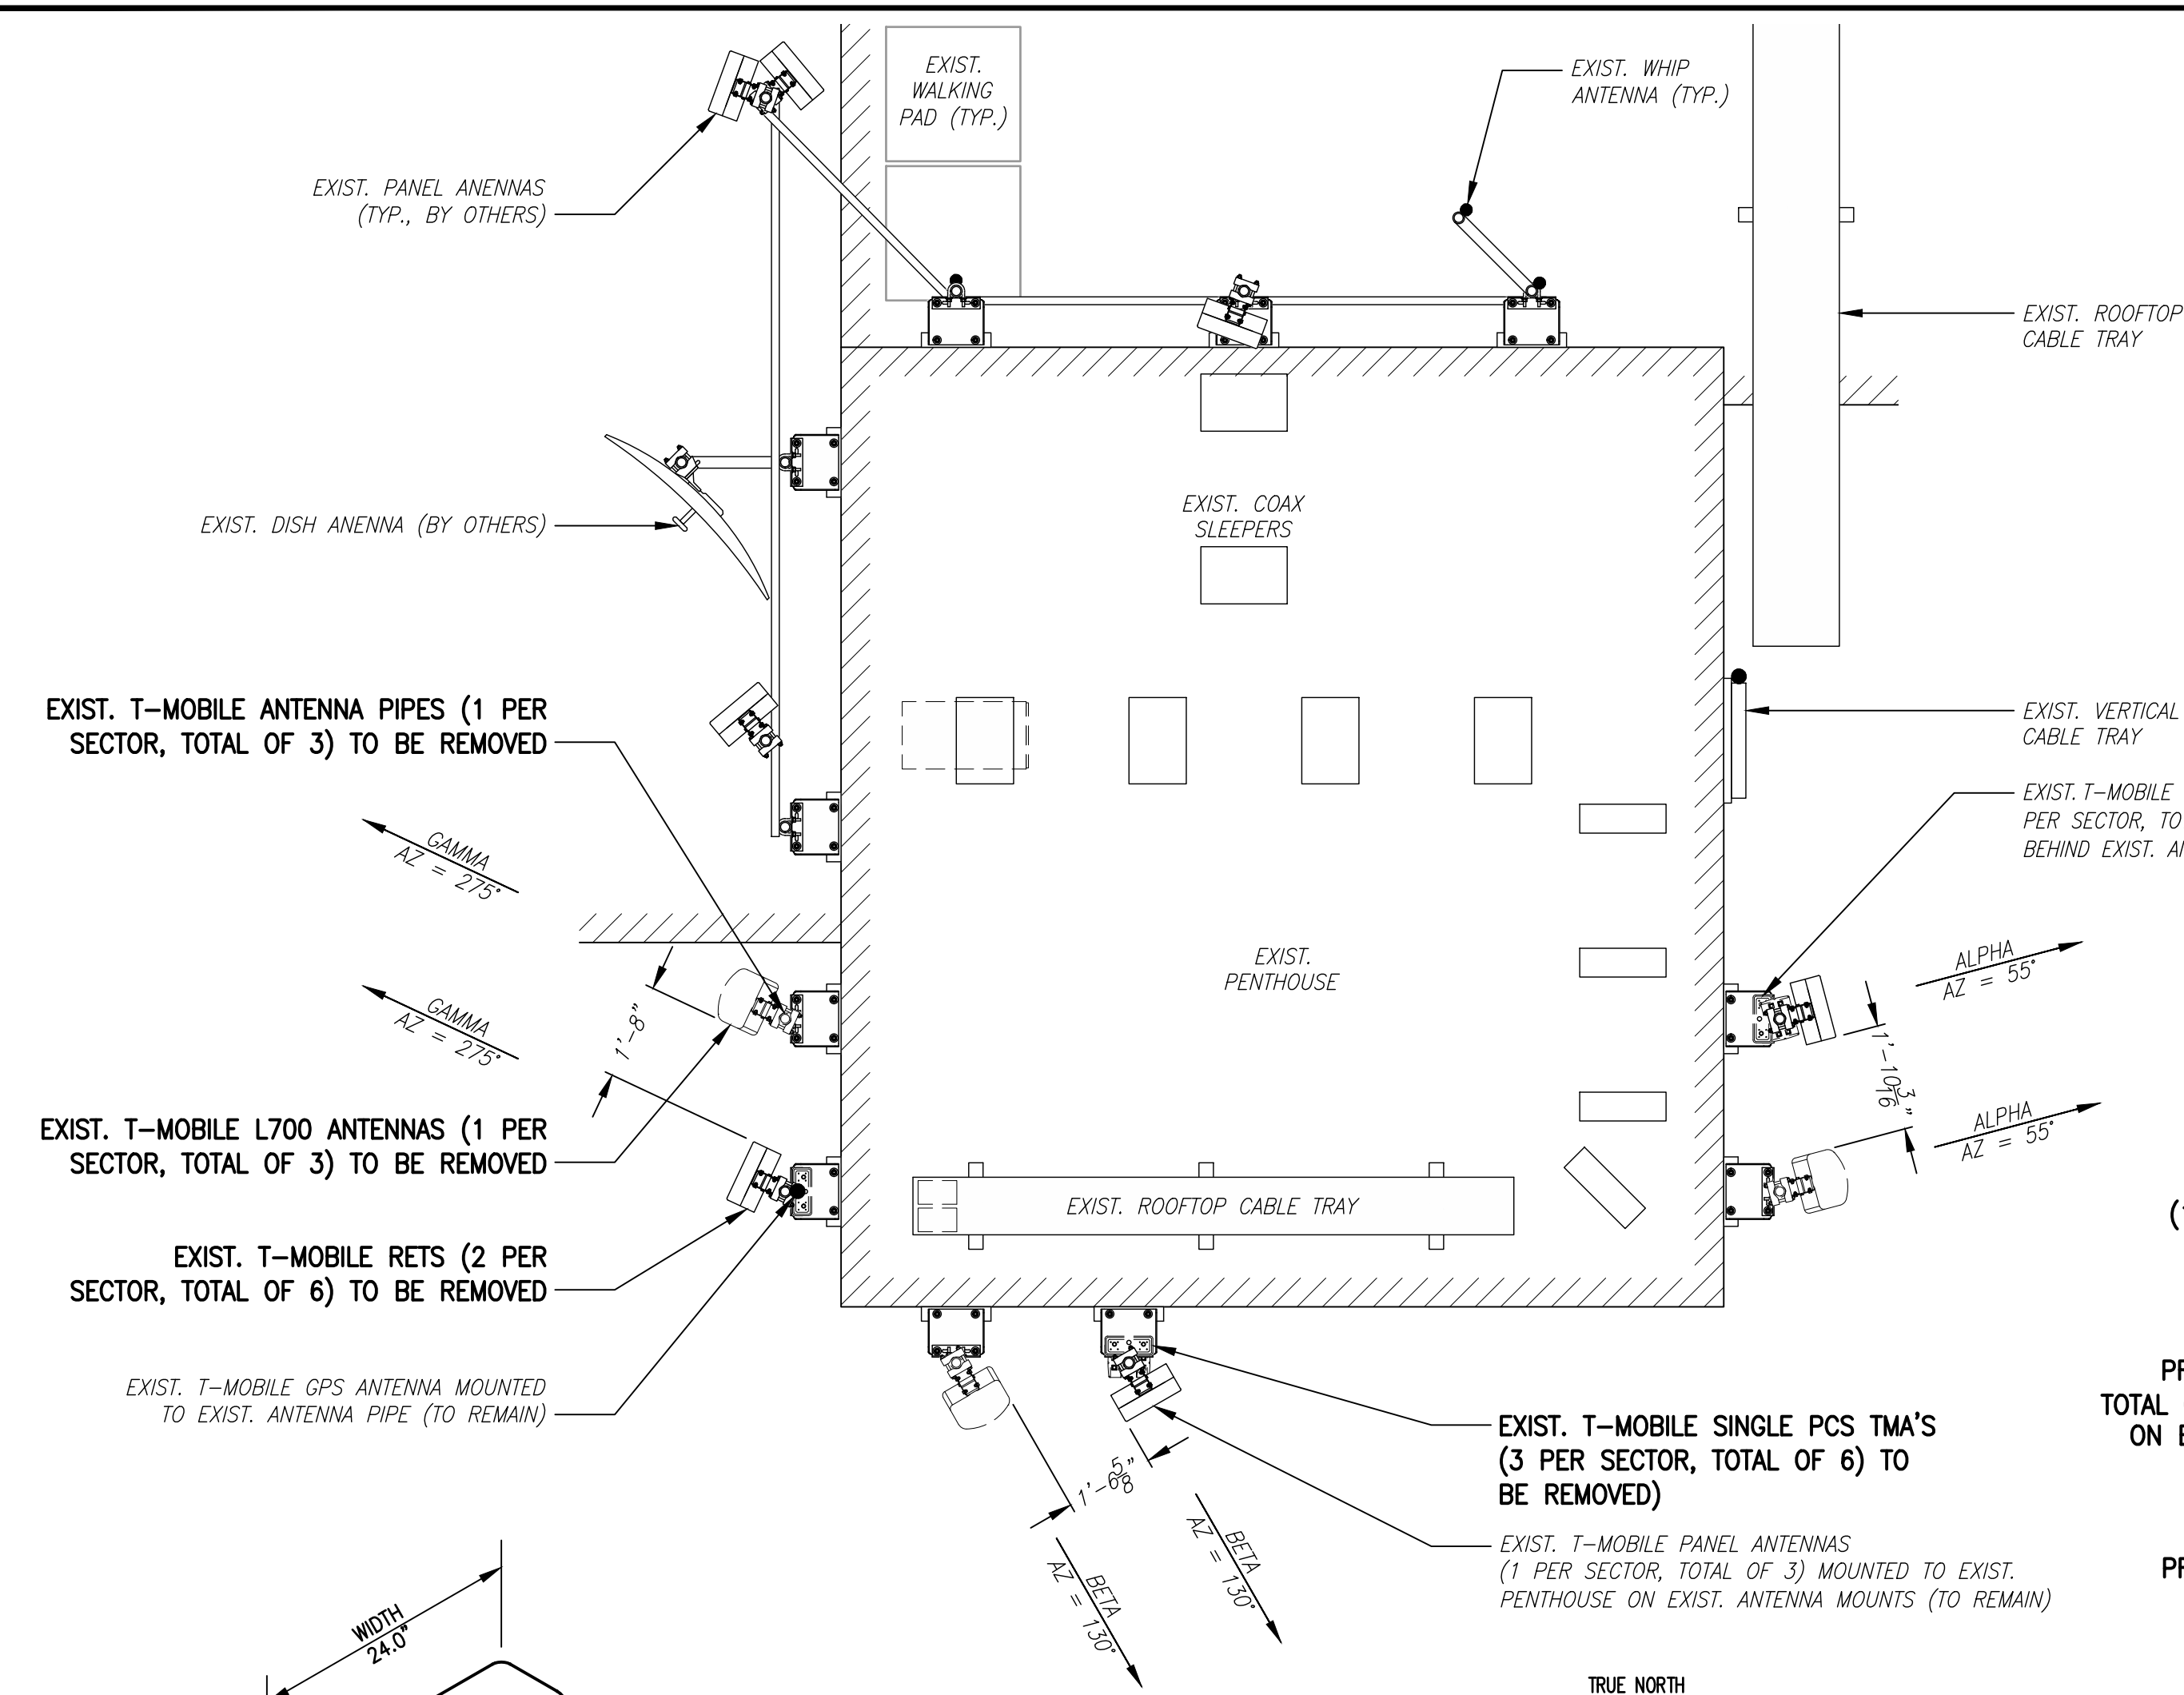 EXIST.
WALKING
PAD (TYP.)
EXIST. WHIP
ANTENNA (TYP.)
EXIST. PANEL ANENNAS
(TYP., BY OTHERS)
EXIST. ROOFTOP
CABLE TRAY
EXIST. COAX
SLEEPERS
EXIST. DISH ANENNA (BY OTHERS)
EXIST. T-MOBILE ANTENNA PIPES (1 PER
SECTOR, TOTAL OF 3) TO BE REMOVED
EXIST. VERTICAL
CABLE TRAY
EXIST. T-MOBILE
PER SECTOR, TO
BEHIND EXIST.
GAMMA
AZ = 275°
GAMMA
AZ = 275°
1'-8"
EXIST.
PENTHOUSE
ALPHA
AZ = 55°
1'-10 3/16"
ALPHA
AZ = 55°
EXIST. T-MOBILE L700 ANTENNAS (1 PER
SECTOR, TOTAL OF 3) TO BE REMOVED
EXIST. ROOFTOP CABLE TRAY
EXIST. T-MOBILE RETS (2 PER
SECTOR, TOTAL OF 6) TO BE REMOVED
EXIST. T-MOBILE GPS ANTENNA MOUNTED
TO EXIST. ANTENNA PIPE (TO REMAIN)
EXIST. T-MOBILE SINGLE PCS TMA'S
(3 PER SECTOR, TOTAL OF 6) TO
BE REMOVED)
EXIST. T-MOBILE PANEL ANTENNAS
(1 PER SECTOR, TOTAL OF 3) MOUNTED TO EXIST.
PENTHOUSE ON EXIST. ANTENNA MOUNTS (TO REMAIN)
1'-6 5/8"
BETA
AZ = 130°
BETA
AZ = 130°
TOTAL
ON
WIDTH
24.0"
TRUE NORTH